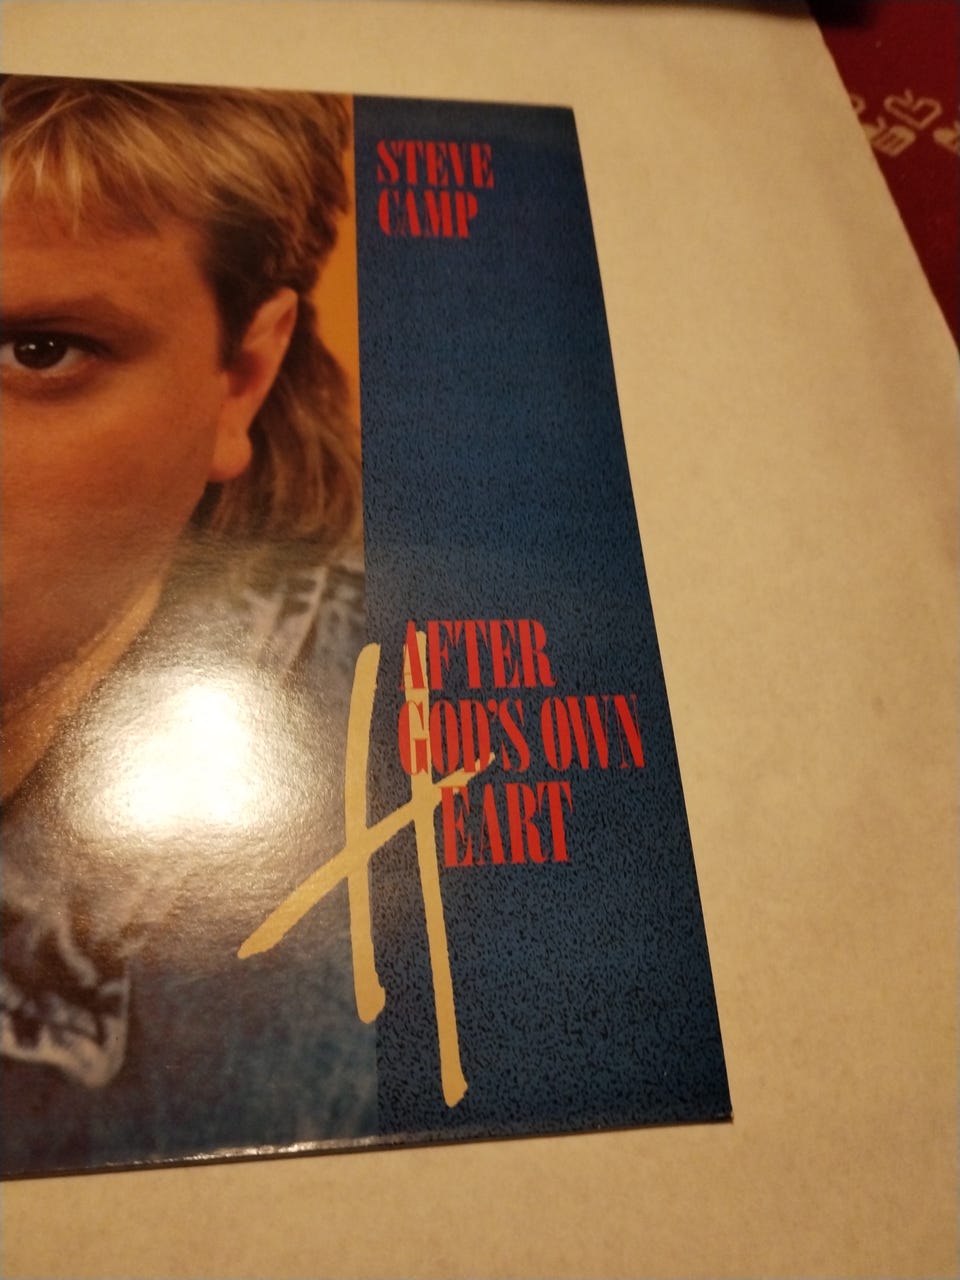 STEVE
CAMP
AFTER
GOD'S OWN
HEART